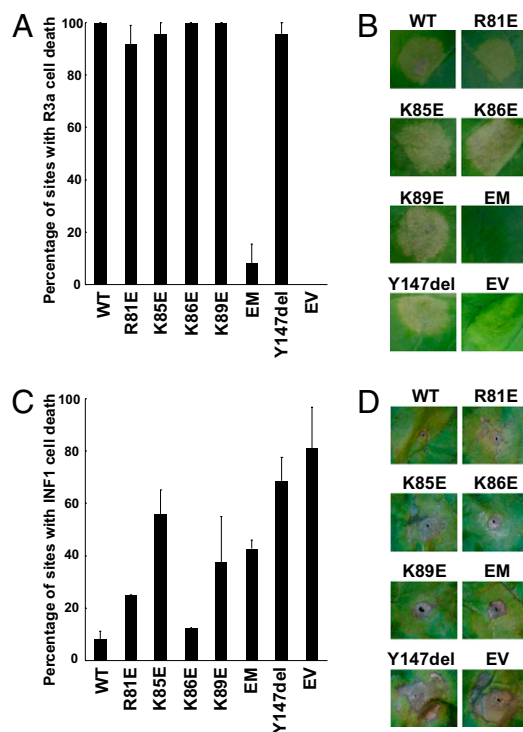 A
Percentage of sites with R3a cell death
100
80
60
40
20
0
WT
R81E
K85E
K86E
K89E
EM
Y147del
EV
B
WT R81E
K85E K86E
K89E EM
Y147del EV
C
Percentage of sites with INF1 cell death
100
80
60
40
20
0
WT
R81E
K85E
K86E
K89E
EM
Y147del
EV
D
WT R81E
K85E K86E
K89E EM
Y147del EV